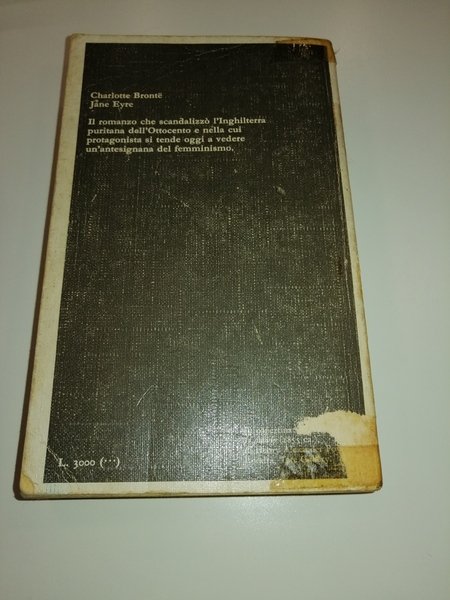 Charlotte Brontë
Jane Eyre
Il romanzo che scandalizzò l'Inghilterra
puritana dell'Ottocento e nella cui
protagonista si tende oggi a vedere
un'antesignana del femminismo.
L. 3000 (···)